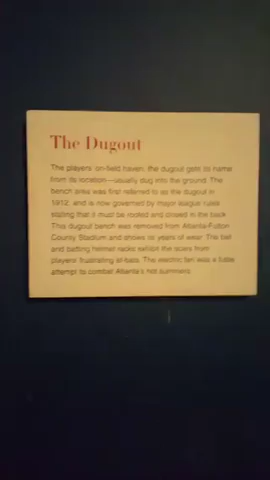 The Dugout
The players' on-field haven, the dugout gets its name
from its location—usually dug into the ground. The
bench area was first referred to as the dugout in
1912, and is now governed by major league rules
stating that it must be roofed and closed in the back.
This dugout bench was removed from Atlanta-Fulton
County Stadium and shows its years of wear. The bat
and batting helmet racks exhibit the scars from
players' frustrating at-bats. The electric fan was a futile
attempt to combat Atlanta's hot summers.